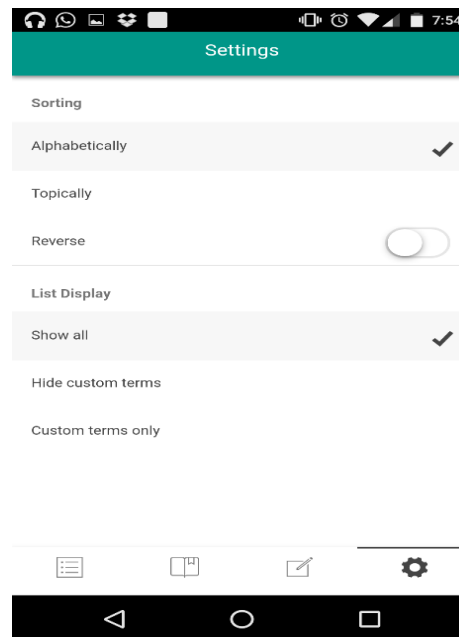 7:54
Settings
Sorting
Alphabetically
Topically
Reverse
List Display
Show all
Hide custom terms
Custom terms only